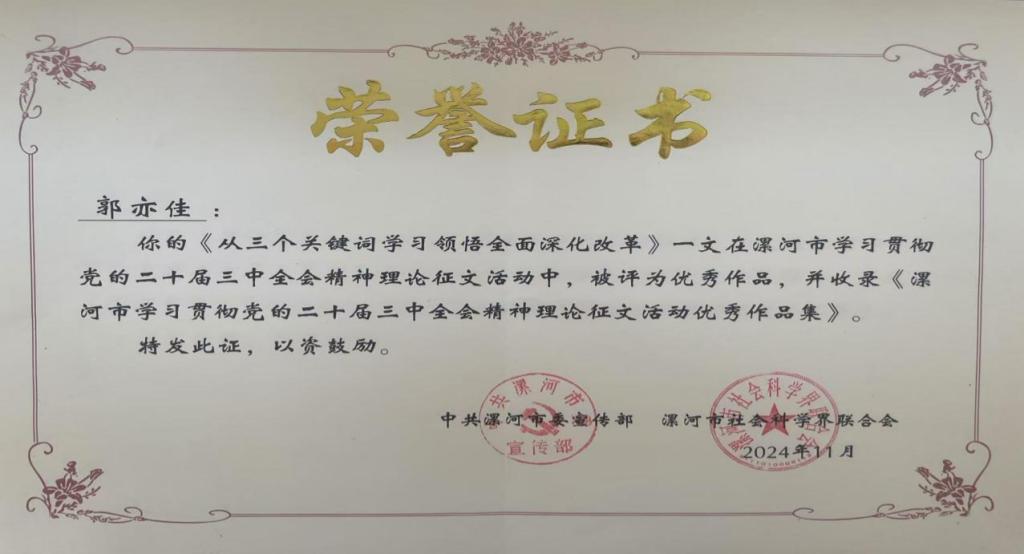 荣誉证书
郭亦佳：
你的《从三个关键词学习领悟全面深化改革》一文在漯河市学习贯彻
党的二十届三中全会精神理论征文活动中，被评为优秀作品，并收录《漯
河市学习贯彻党的二十届三中全会精神理论征文活动优秀作品集》。
特发此证，以资鼓励。
中共漯河市委宣传部 漯河市社会科学界联合会
2024年11月